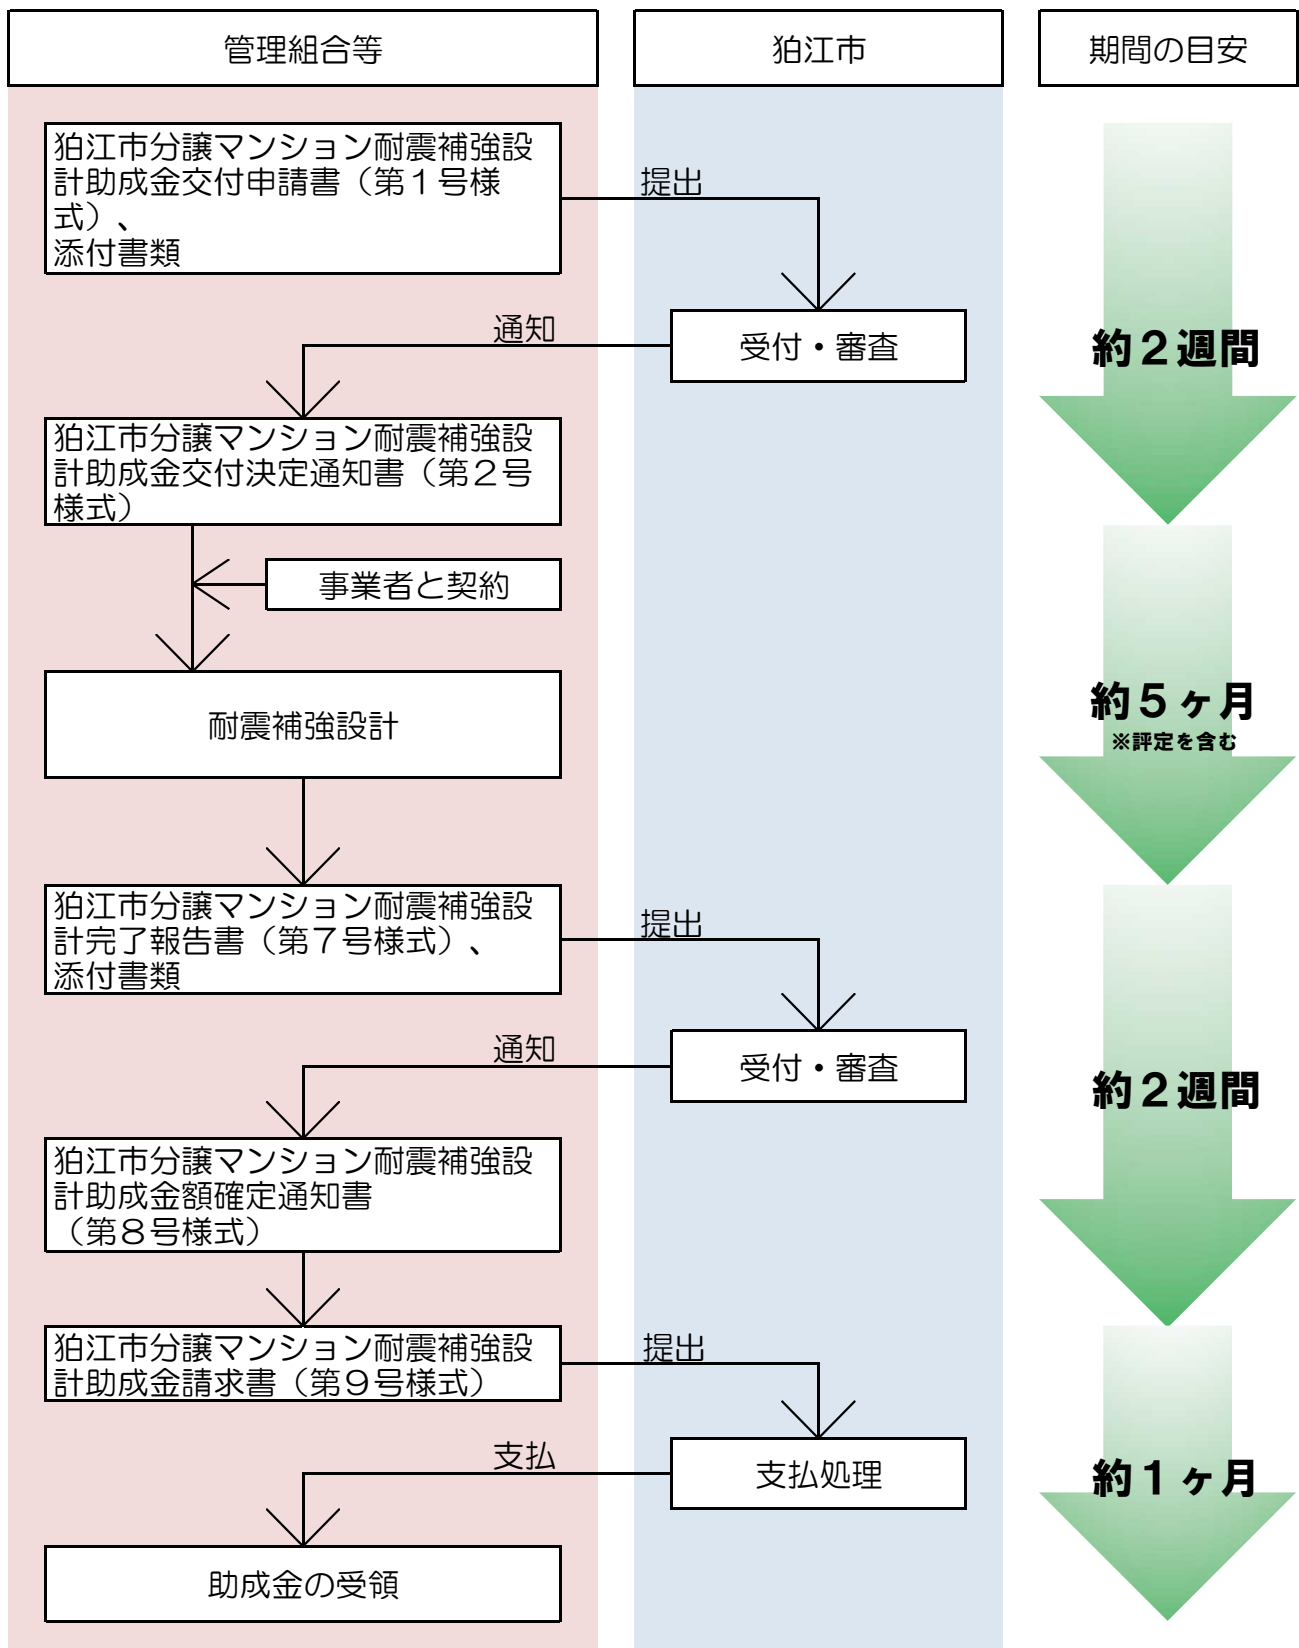 管理組合等
狛江市
期間の目安
狛江市分譲マンション耐震補強設
計助成金交付申請書（第１号様
式）、
添付書類
提出
受付・審査
通知
約２週間
狛江市分譲マンション耐震補強設
計助成金交付決定通知書（第２号
様式）
事業者と契約
耐震補強設計
約５ヶ月
※評定を含む
狛江市分譲マンション耐震補強設
計完了報告書（第７号様式）、
添付書類
提出
受付・審査
通知
約２週間
狛江市分譲マンション耐震補強設
計助成金額確定通知書
（第８号様式）
狛江市分譲マンション耐震補強設
計助成金請求書（第９号様式）
提出
支払処理
支払
約１ヶ月
助成金の受領